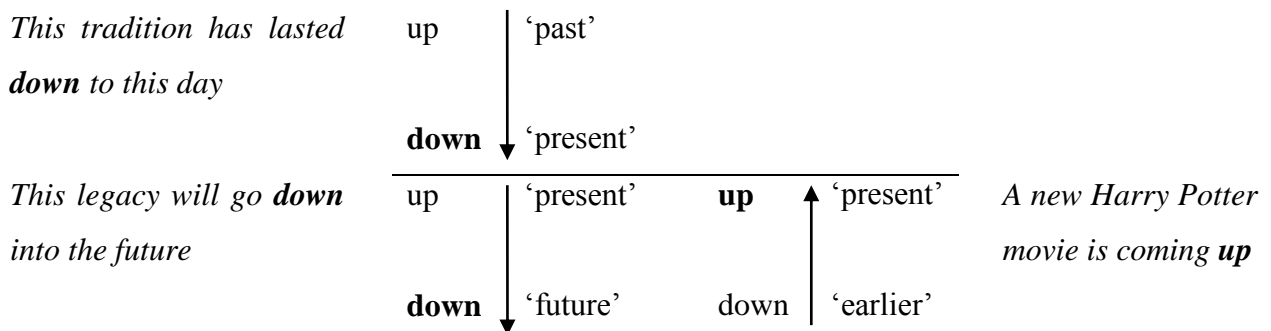 This tradition has lasted up ‘past’
down to this day
down ‘present’
This legacy will go down up ‘present’ up ‘present’ A new Harry Potter
into the future movie is coming up
down ‘future’ down ‘earlier’